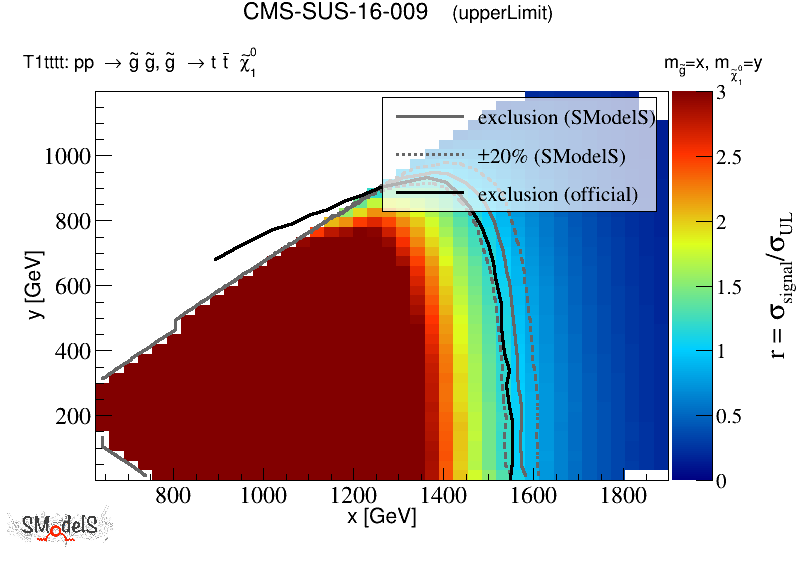 CMS-SUS-16-009 (upperLimit)
T1tttt: pp → g̃ g̃, g̃ → t t̄ χ̃₁⁰
m_g̃=x, m_χ̃₁⁰=y
exclusion (SModelS)
±20% (SModelS)
exclusion (official)
1000
800
600
400
200
y [GeV]
800 1000 1200 1400 1600 1800
x [GeV]
3
2.5
2
1.5
1
0.5
0
r = σ_signal/σ_UL
SModelS